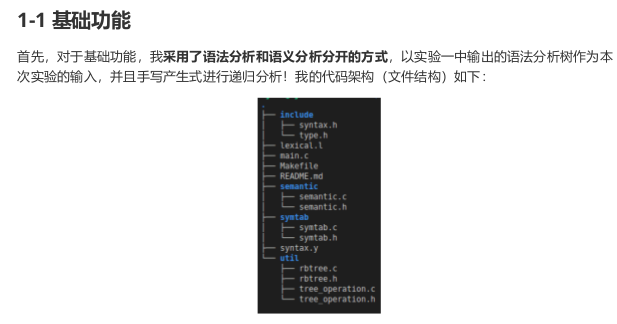 1-1 基础功能
首先，对于基础功能，我采用了语法分析和语义分析分开的方式，以实验一中输出的语法分析树作为本
次实验的输入，并且手写产生式进行递归分析！我的代码架构（文件结构）如下：
.
├── include
│   ├── syntax.h
│   └── type.h
├── lexical.l
├── main.c
├── Makefile
├── README.md
├── semantic
│   ├── semantic.c
│   └── semantic.h
├── symtab
│   ├── symtab.c
│   └── symtab.h
├── syntax.y
└── util
    ├── rbtree.c
    ├── rbtree.h
    ├── tree_operation.c
    └── tree_operation.h